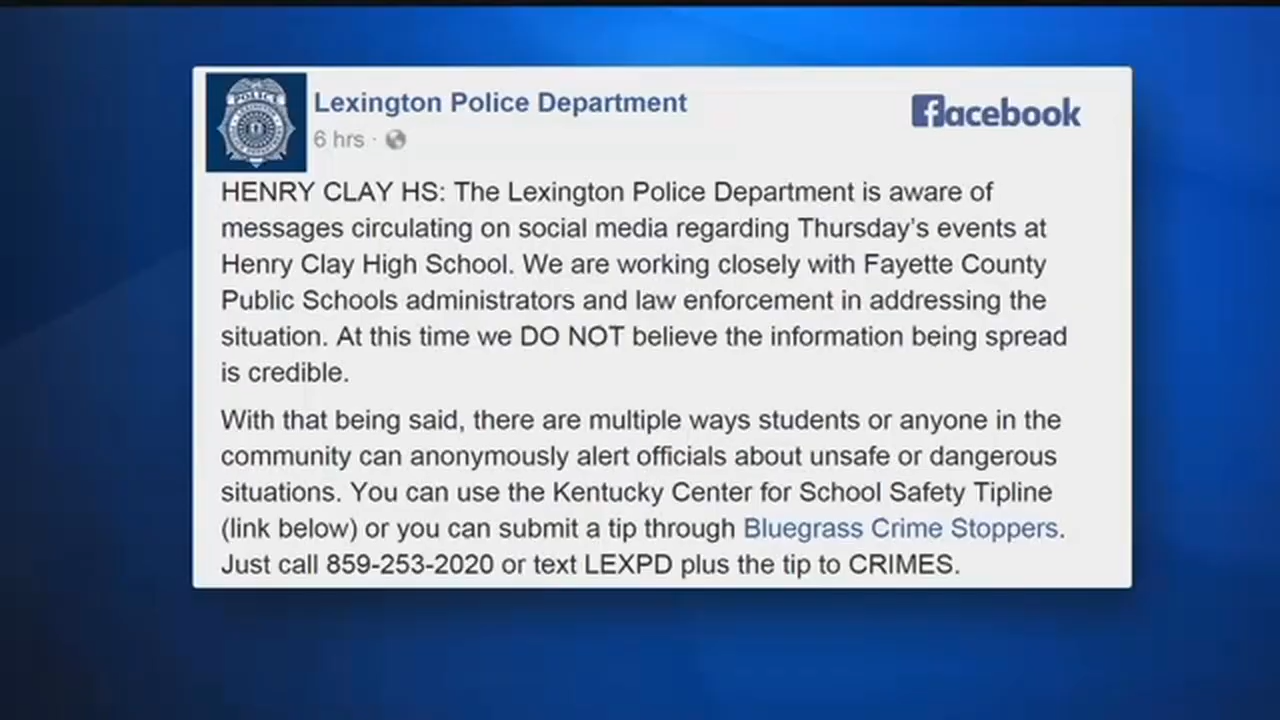 Lexington Police Department
facebook
6 hrs ·
HENRY CLAY HS: The Lexington Police Department is aware of
messages circulating on social media regarding Thursday's events at
Henry Clay High School. We are working closely with Fayette County
Public Schools administrators and law enforcement in addressing the
situation. At this time we DO NOT believe the information being spread
is credible.
With that being said, there are multiple ways students or anyone in the
community can anonymously alert officials about unsafe or dangerous
situations. You can use the Kentucky Center for School Safety Tipline
(link below) or you can submit a tip through Bluegrass Crime Stoppers.
Just call 859-253-2020 or text LEXPD plus the tip to CRIMES.
POLICE